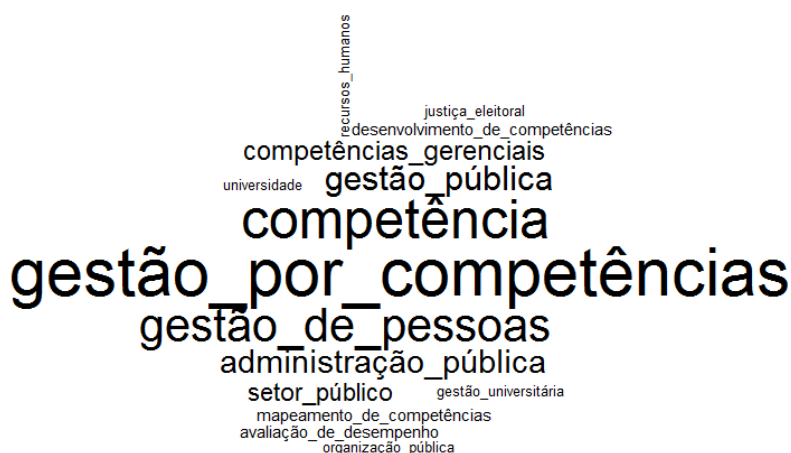 recursos_humanos
justiça_eleitoral
desenvolvimento_de_competências
competências_gerenciais
universidade gestão_pública
competência
gestão_por_competências
gestão_de_pessoas
administração_pública
setor_público gestão_universitária
mapeamento_de_competências
avaliação_de_desempenho
organização_pública